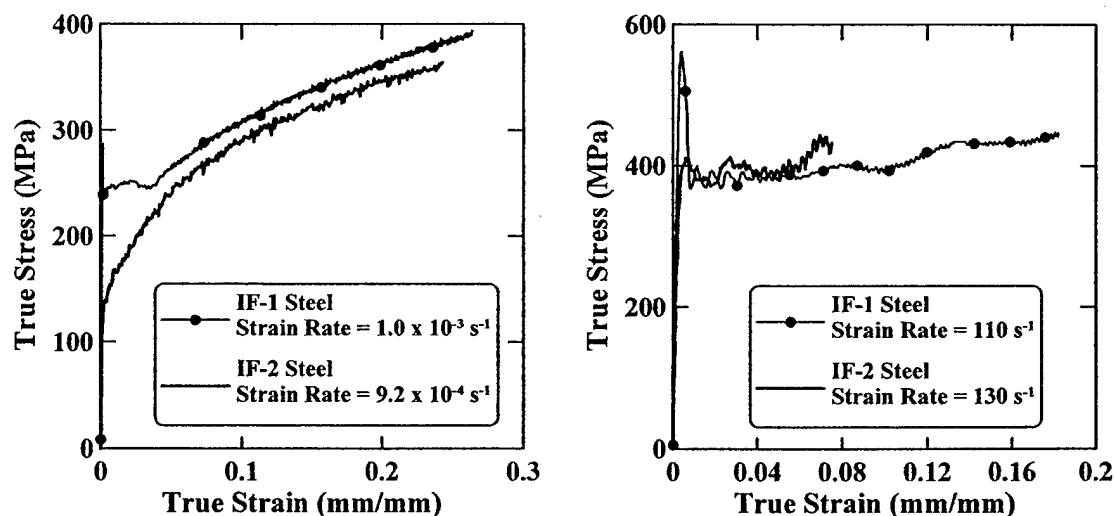 400
300
200
100
0
True Stress (MPa)
IF-1 Steel
Strain Rate = 1.0 x 10⁻³ s⁻¹
IF-2 Steel
Strain Rate = 9.2 x 10⁻⁴ s⁻¹
0 0.1 0.2 0.3
True Strain (mm/mm)
600
400
200
0
True Stress (MPa)
IF-1 Steel
Strain Rate = 110 s⁻¹
IF-2 Steel
Strain Rate = 130 s⁻¹
0 0.04 0.08 0.12 0.16 0.2
True Strain (mm/mm)